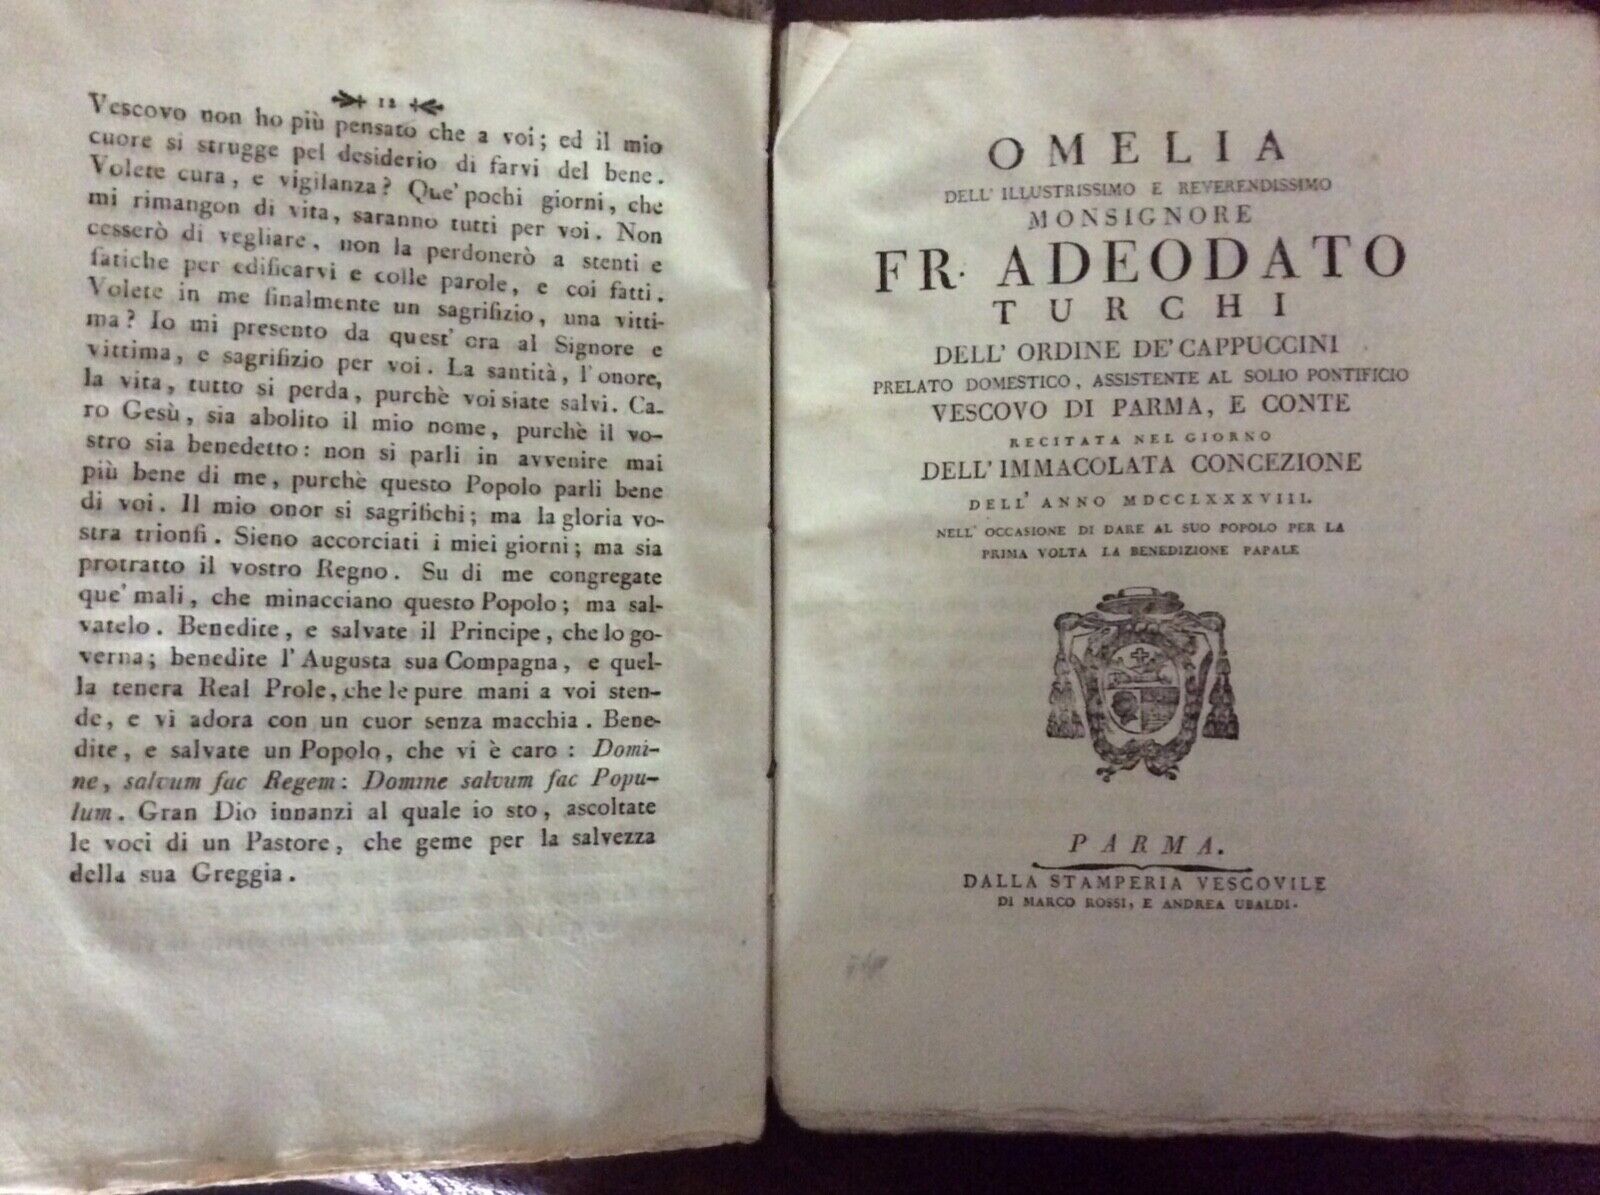 12
Vescovo non ho più pensato che a voi; ed il mio
cuore si strugge pel desiderio di farvi del bene.
Volete cura, e vigilanza? Que' pochi giorni, che
mi rimangon di vita, saranno tutti per voi. Non
cesserò di vegliare, non la perdonerò a stenti e
fatiche per edificarvi e colle parole, e coi fatti.
Volete in me finalmente un sagrifizio, una vitti-
ma? Io mi presento da quest' ora al Signore e
vittima, e sagrifizio per voi. La santità, l'onore,
la vita, tutto si perda, purchè voi siate salvi. Ca-
ro Gesù, sia abolito il mio nome, purchè il vo-
stro sia benedetto: non si parli in avvenire mai
più bene di me, purchè questo Popolo parli bene
di voi. Il mio onor si sagrifichi; ma la gloria vo-
stra trionfi. Sieno accorciati i miei giorni; ma sia
protratto il vostro Regno. Su di me congregate
que' mali, che minacciano questo Popolo; ma sal-
vatelo. Benedite, e salvate il Principe, che lo go-
verna; benedite l'Augusta sua Compagna, e quel-
la tenera Real Prole, che le pure mani a voi sten-
de, e vi adora con un cuor senza macchia. Bene-
dite, e salvate un Popolo, che vi è caro: Domi-
ne, salvum fac Regem: Domine salvum fac Popu-
lum. Gran Dio innanzi al quale io sto, ascoltate
le voci di un Pastore, che geme per la salvezza
della sua Greggia.
OMELIA
DELL' ILLUSTRISSIMO E REVERENDISSIMO
MONSIGNORE
FR. ADEODATO
TURCHI
DELL' ORDINE DE' CAPPUCCINI
PRELATO DOMESTICO, ASSISTENTE AL SOLIO PONTIFICIO
VESCOVO DI PARMA, E CONTE
RECITATA NEL GIORNO
DELL' IMMACOLATA CONCEZIONE
DELL' ANNO MDCCLXXXVIII.
NELL' OCCASIONE DI DARE AL SUO POPOLO PER LA
PRIMA VOLTA LA BENEDIZIONE PAPALE
PARMA.
DALLA STAMPERIA VESCOVILE
DI MARCO ROSSI, E ANDREA UBALDI.